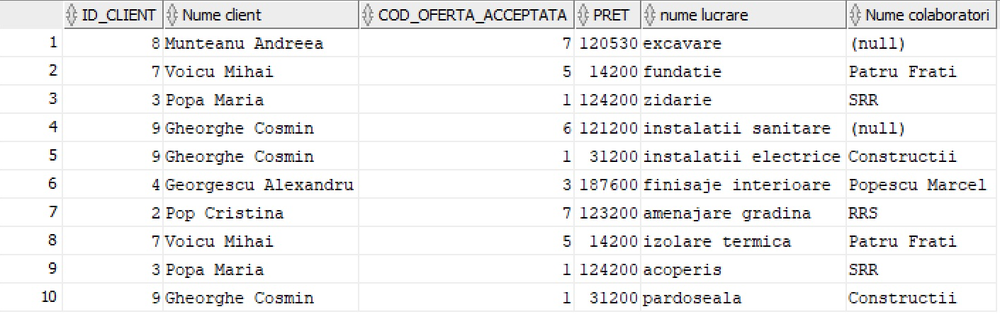 ID_CLIENT Nume client COD_OFERTA_ACCEPTATA PRET nume lucrare Nume colaboratori
1 8 Munteanu Andreea 7 120530 excavare (null)
2 7 Voicu Mihai 5 14200 fundatie Patru Frati
3 3 Popa Maria 1 124200 zidarie SRR
4 9 Gheorghe Cosmin 6 121200 instalatii sanitare (null)
5 9 Gheorghe Cosmin 1 31200 instalatii electrice Constructii
6 4 Georgescu Alexandru 3 187600 finisaje interioare Popescu Marcel
7 2 Pop Cristina 7 123200 amenajare gradina RRS
8 7 Voicu Mihai 5 14200 izolare termica Patru Frati
9 3 Popa Maria 1 124200 acoperis SRR
10 9 Gheorghe Cosmin 1 31200 pardoseala Constructii